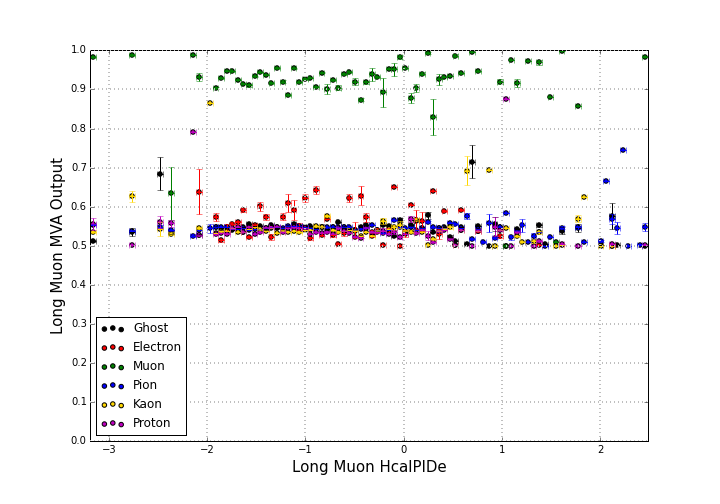 1.0
0.9
0.8
0.7
0.6
0.5
0.4
0.3
0.2
0.1
0.0
Long Muon MVA Output
Ghost
Electron
Muon
Pion
Kaon
Proton
−3 −2 −1 0 1 2
Long Muon HcalPIDe